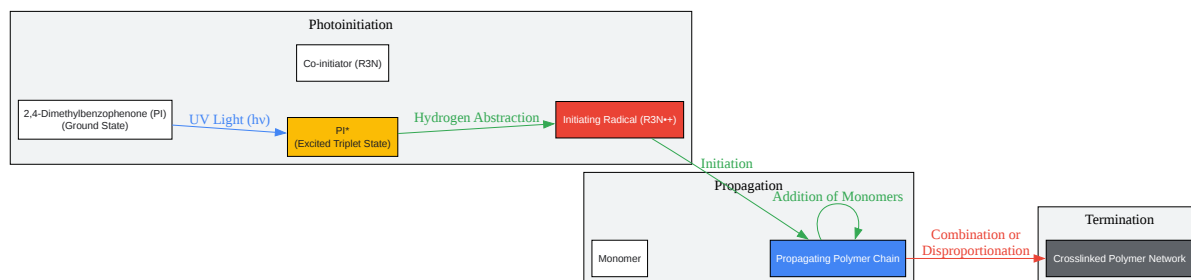 Photoinitiation
Co-initiator (R3N)
2,4-Dimethylbenzophenone (PI)
(Ground State)
UV Light (hν)
PI*
(Excited Triplet State)
Hydrogen Abstraction
Initiating Radical (R3N•+)
Initiation
Propagation
Addition of Monomers
Monomer
Propagating Polymer Chain
Combination or
Disproportionation
Termination
Crosslinked Polymer Network